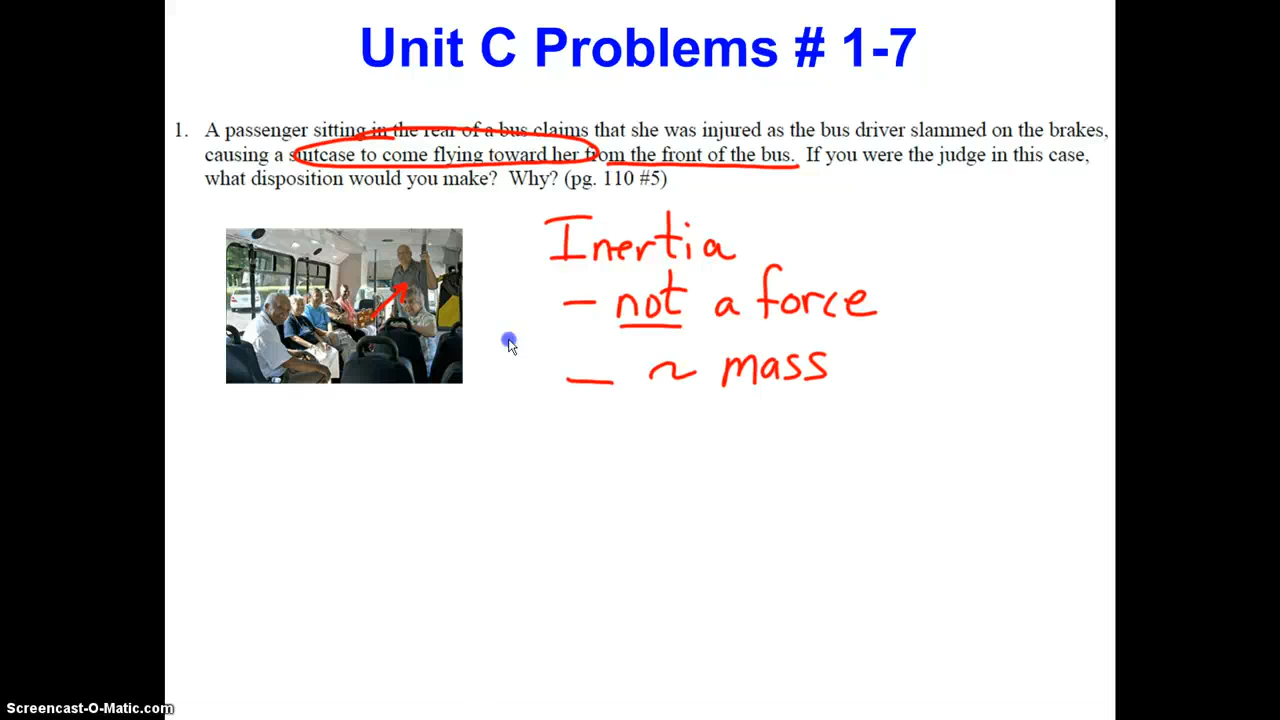 Unit C Problems # 1-7
1. A passenger sitting in the rear of a bus claims that she was injured as the bus driver slammed on the brakes,
causing a suitcase to come flying toward her from the front of the bus. If you were the judge in this case,
what disposition would you make? Why? (pg. 110 #5)
Inertia
– not a force
– ~ mass
Screencast-O-Matic.com